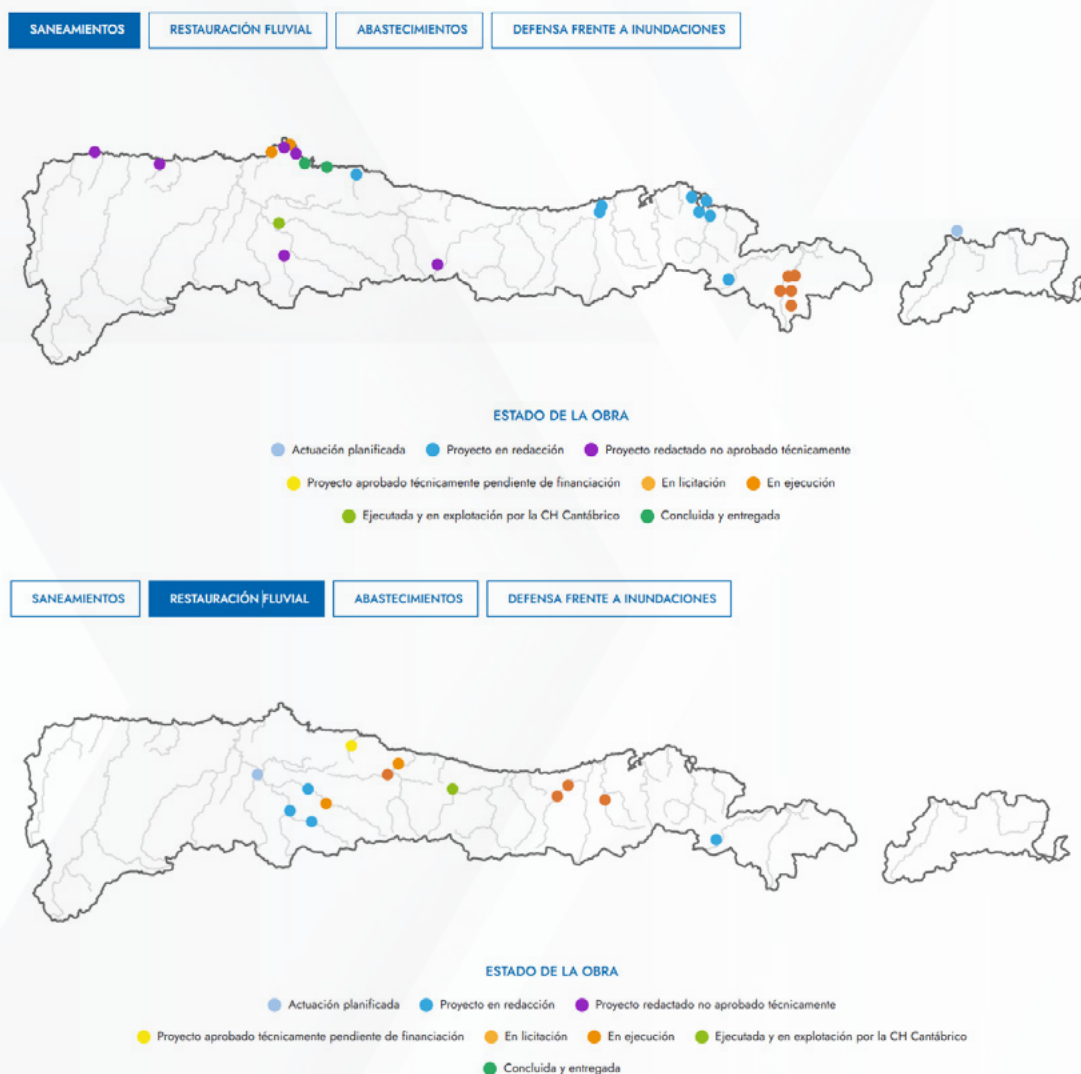 SANEAMIENTOS RESTAURACIÓN FLUVIAL ABASTECIMIENTOS DEFENSA FRENTE A INUNDACIONES
ESTADO DE LA OBRA
Actuación planificada Proyecto en redacción Proyecto redactado no aprobado técnicamente
Proyecto aprobado técnicamente pendiente de financiación En licitación En ejecución
Ejecutada y en explotación por la CH Cantábrico Concluida y entregada
SANEAMIENTOS RESTAURACIÓN FLUVIAL ABASTECIMIENTOS DEFENSA FRENTE A INUNDACIONES
ESTADO DE LA OBRA
Actuación planificada Proyecto en redacción Proyecto redactado no aprobado técnicamente
Proyecto aprobado técnicamente pendiente de financiación En licitación En ejecución Ejecutada y en explotación por la CH Cantábrico
Concluida y entregada